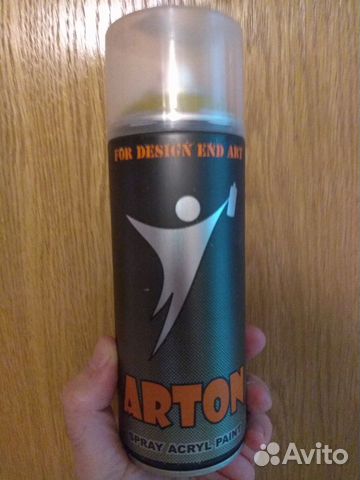 FOR DESIGN END ART
ARTON
SPRAY ACRYL PAINT
Avito